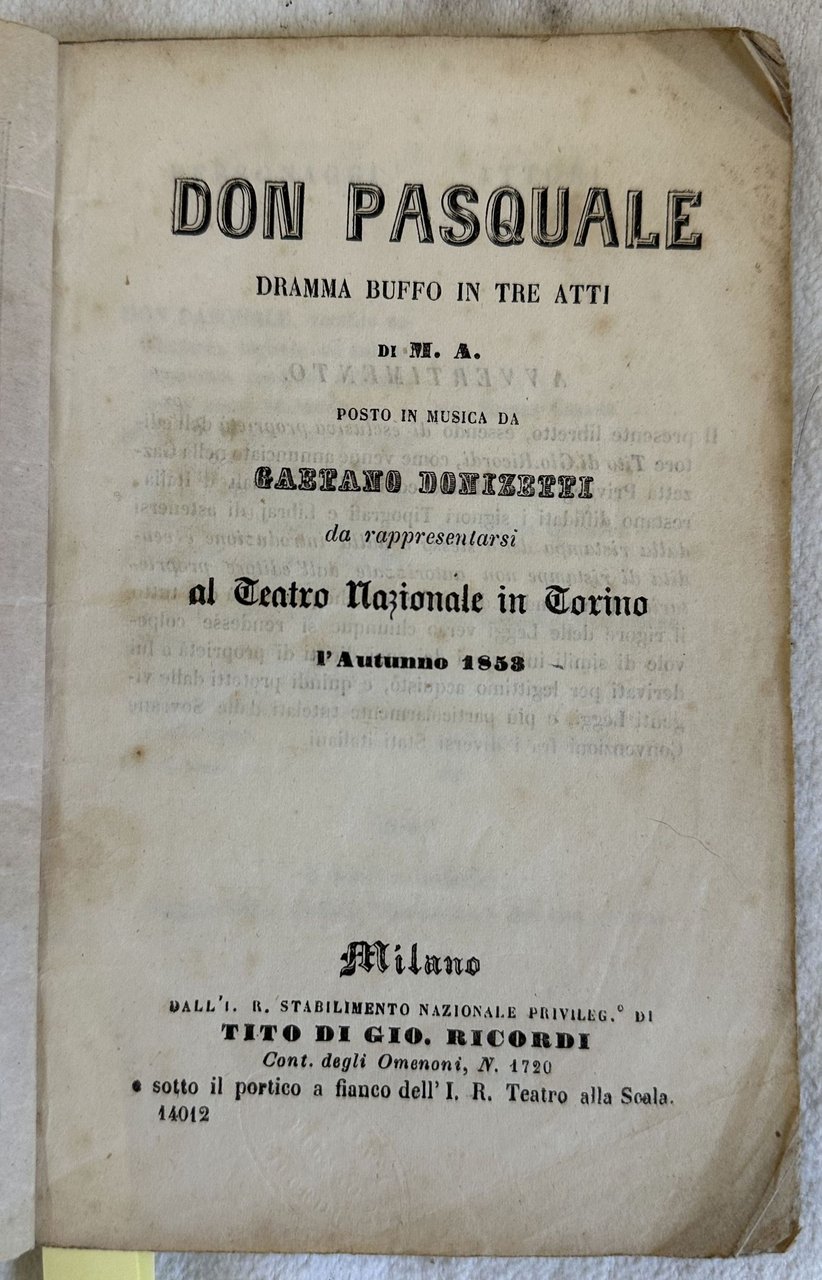 DON PASQUALE
DRAMMA BUFFO IN TRE ATTI
DI M. A.
POSTO IN MUSICA DA
GAETANO DONIZETTI
da rappresentarsi
al Teatro Nazionale in Torino
l'Autunno 1853
Milano
DALL'I. R. STABILIMENTO NAZIONALE PRIVILEG.° DI
TITO DI GIO. RICORDI
Cont. degli Omenoni, N. 1720
e sotto il portico a fianco dell' I. R. Teatro alla Scala.
14012